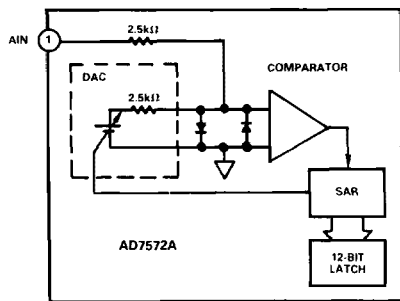 AIN
1
2.5kΩ
COMPARATOR
DAC
2.5kΩ
SAR
AD7572A
12-BIT
LATCH